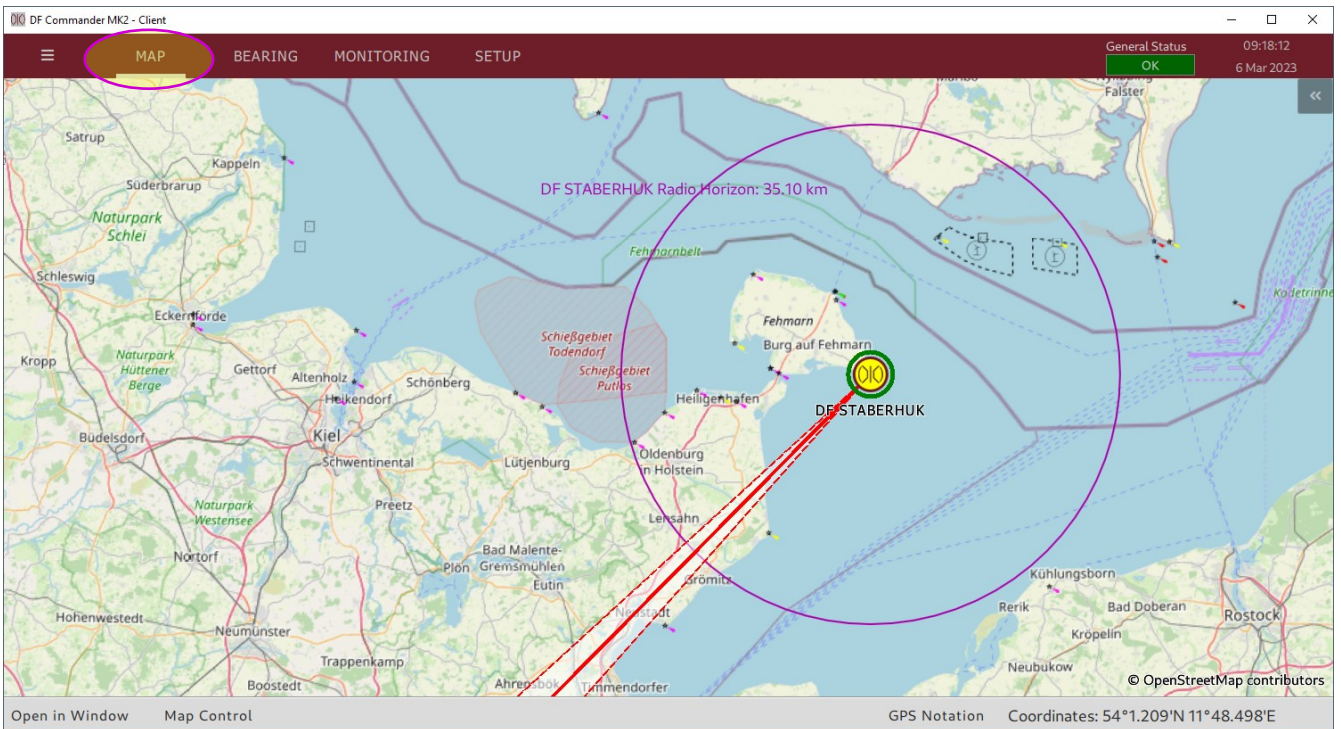 DF Commander MK2 - Client
MAP BEARING MONITORING SETUP
General Status
OK
09:18:12
6 Mar 2023
Falster
Satrup
Kappeln
Süderbrarup
DF STABERHUK Radio Horizon: 35.10 km
Naturpark
Schlei
Fehmarnbelt
Schleswig
Kadetrinne
Eckernförde
Fehmarn
Schießgebiet
Todendorf
Burg auf Fehmarn
Kropp
Naturpark
Hüttener
Berge
Gettorf
Altenholz
Schönberg
Schießgebiet
Putlos
Heikendorf
Heiligenhafen
DF STABERHUK
Büdelsdorf
Kiel
Schwentinental
Lütjenburg
Oldenburg
in Holstein
Naturpark
Westensee
Preetz
Lensahn
Nortorf
Bad Malente-
Gremsmühlen
Plön
Eutin
Grömitz
Kühlungsborn
Hohenwestedt
Neumünster
Neustadt
Rerik
Bad Doberan
Rostock
Kröpelin
Trappenkamp
Neubukow
Boostedt
Ahrensbök
Timmendorfer
© OpenStreetMap contributors
Open in Window Map Control GPS Notation Coordinates: 54°1.209'N 11°48.498'E